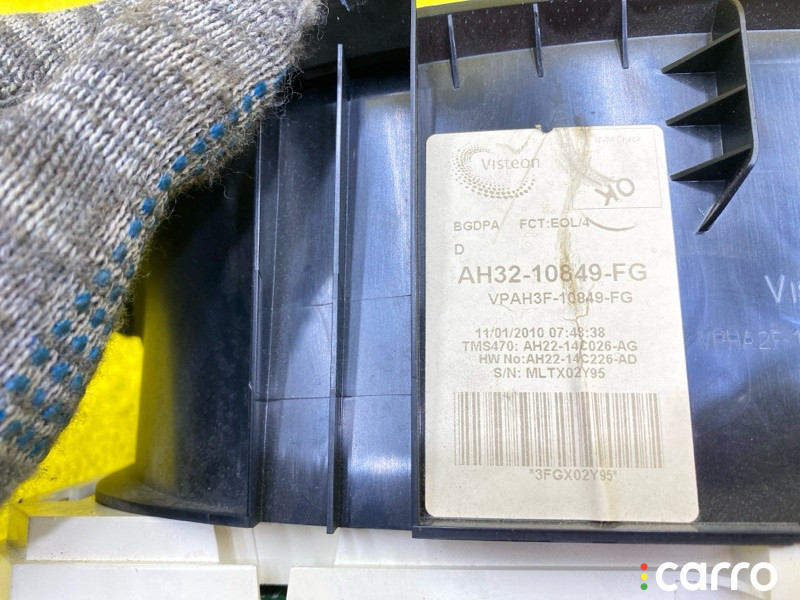 Visteon
OK
BGDPA FCT:EOL/4
D
AH32-10849-FG
VPAH3F-10849-FG
11/01/2010 07:48:38
TMS470: AH22-14C026-AG
HW No:AH22-14C226-AD
S/N: MLTX02Y95
*3FGX02Y95*
carro